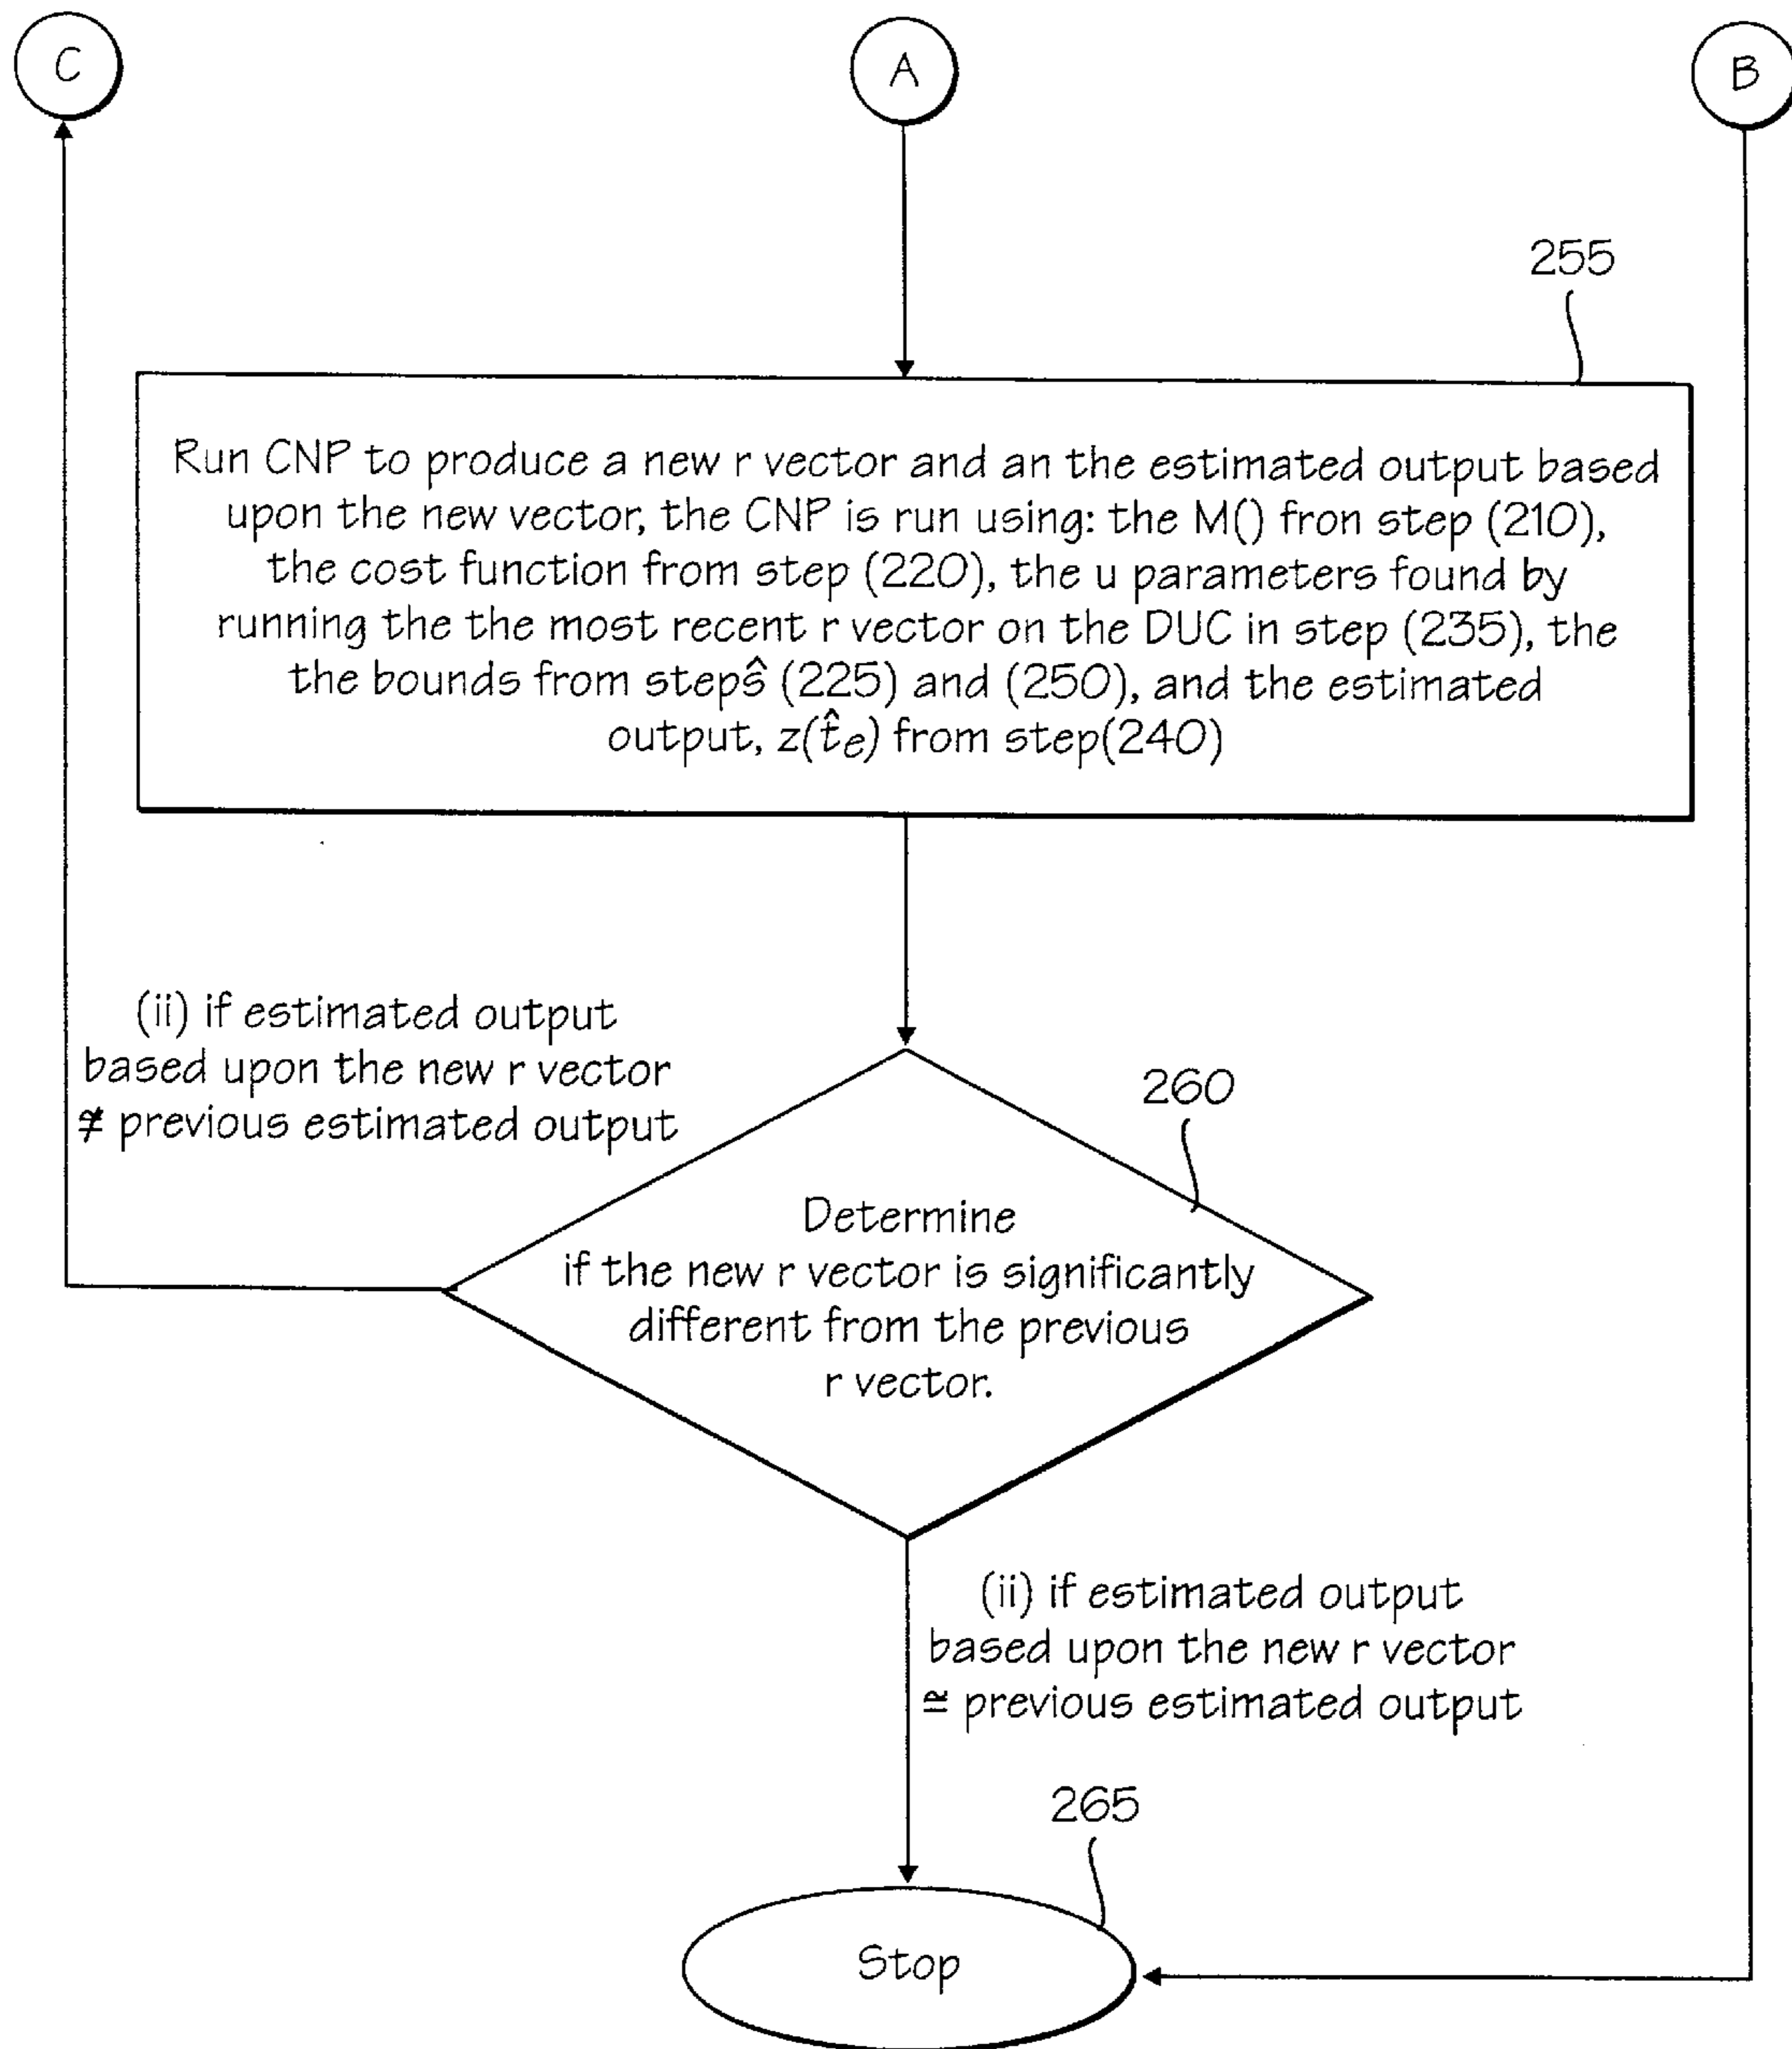 C
A
B
255
Run CNP to produce a new r vector and an the estimated output based
upon the new vector, the CNP is run using: the M() fron step (210),
the cost function from step (220), the u parameters found by
running the the most recent r vector on the DUC in step (235), the
the bounds from stepŝ (225) and (250), and the estimated
output, z(t̂e) from step(240)
(ii) if estimated output
based upon the new r vector
≇ previous estimated output
260
Determine
if the new r vector is significantly
different from the previous
r vector.
(ii) if estimated output
based upon the new r vector
≅ previous estimated output
265
Stop